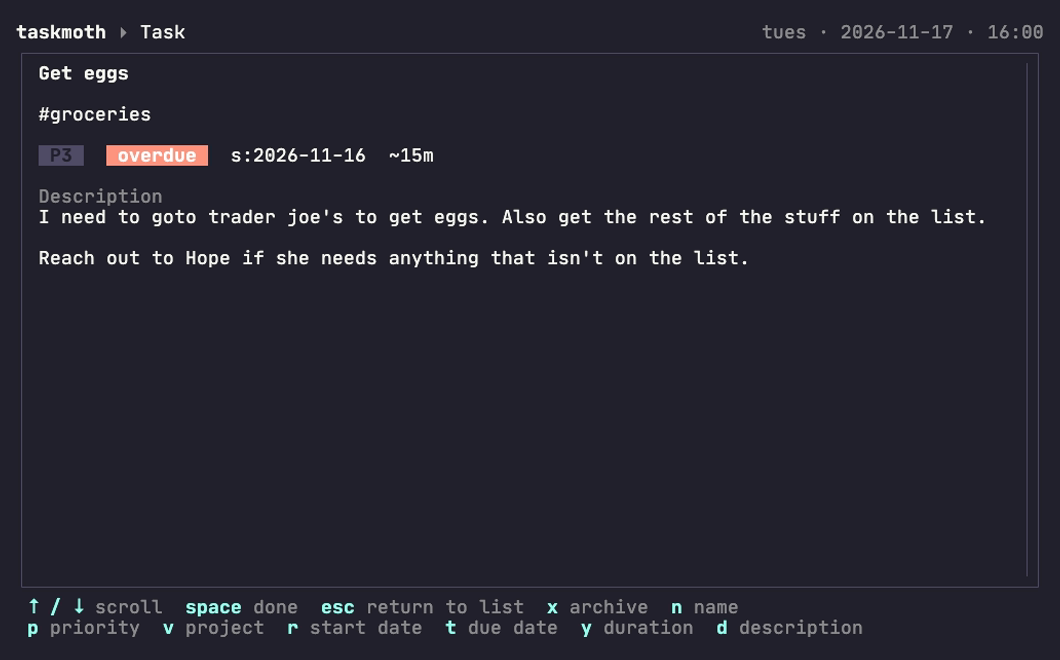 taskmoth ▸ Task tues · 2026-11-17 · 16:00
Get eggs
#groceries
P3 overdue s:2026-11-16 ~15m
Description
I need to goto trader joe's to get eggs. Also get the rest of the stuff on the list.
Reach out to Hope if she needs anything that isn't on the list.
↑ / ↓ scroll space done esc return to list x archive n name
p priority v project r start date t due date y duration d description